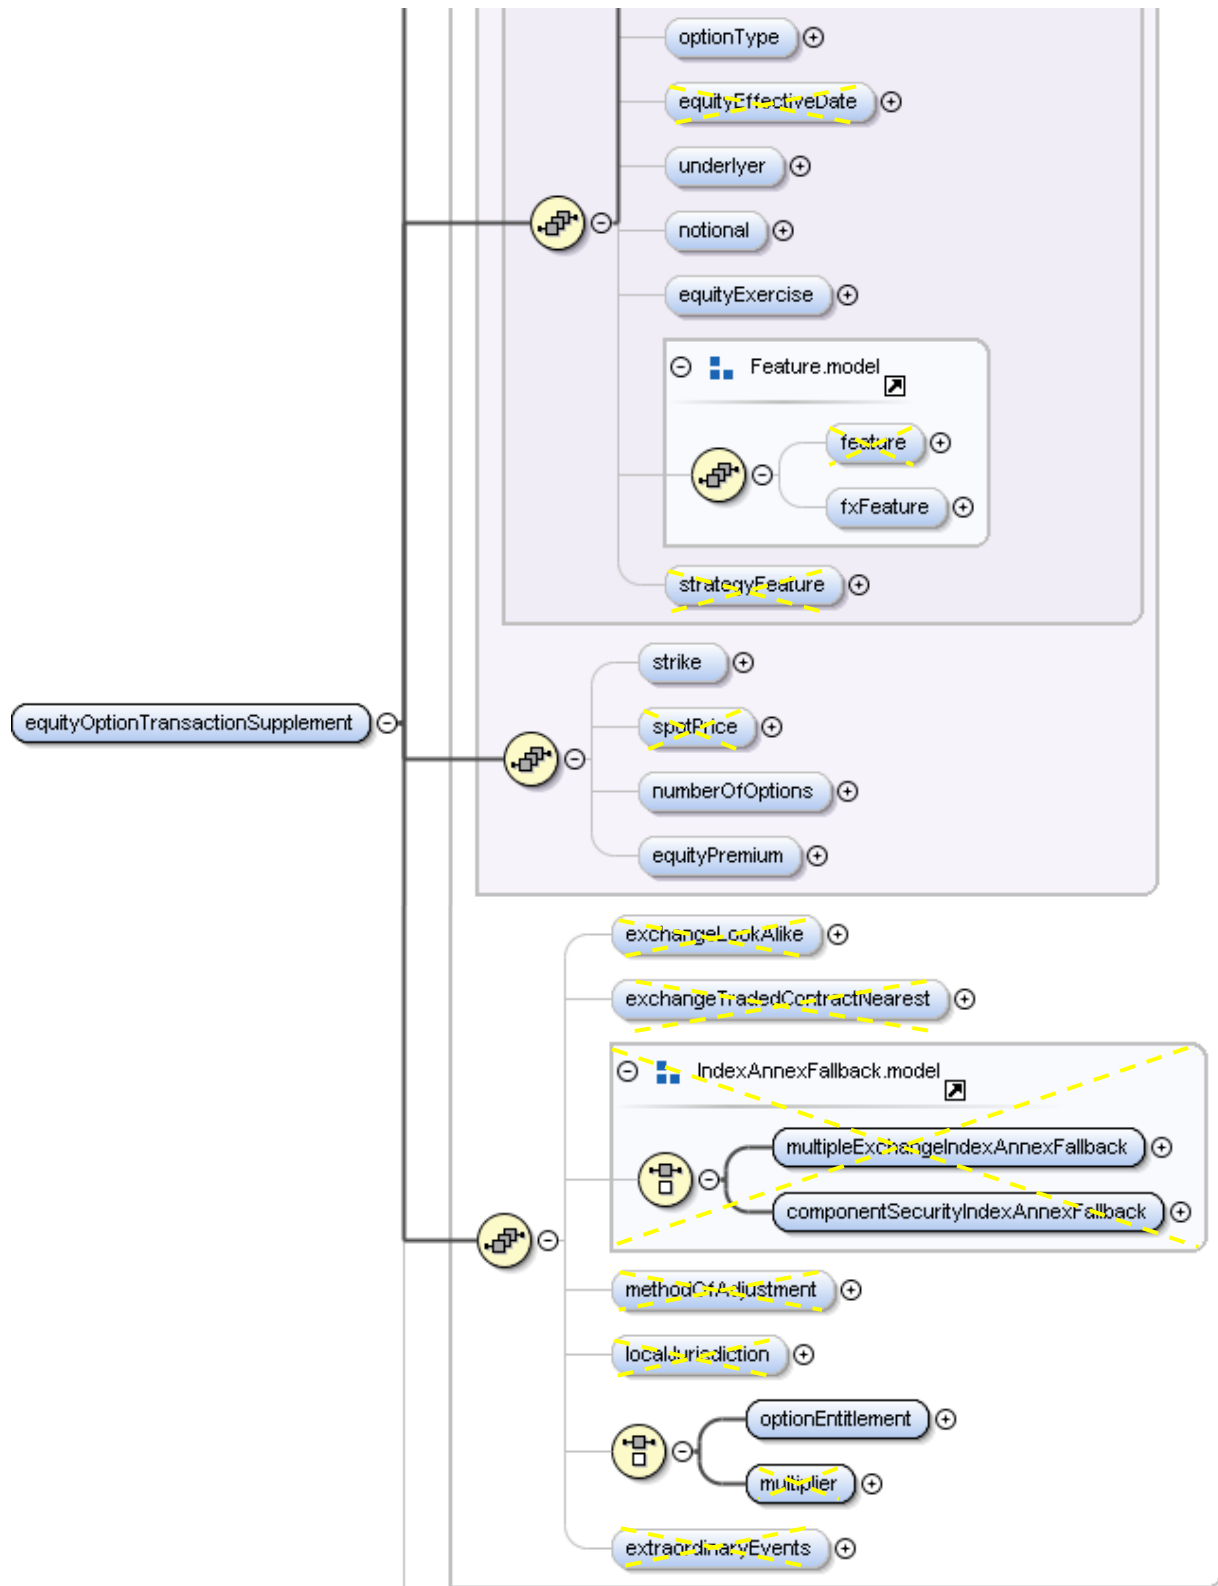 optionType
equityEffectiveDate
underlyer
notional
equityExercise
Feature.model
feature
fxFeature
strategyFeature
strike
equityOptionTransactionSupplement
spotPrice
numberOfOptions
equityPremium
exchangeLookAlike
exchangeTradedContractNearest
IndexAnnexFallback.model
multipleExchangeIndexAnnexFallback
componentSecurityIndexAnnexFallback
methodOfAdjustment
localJurisdiction
optionEntitlement
multiplier
extraordinaryEvents